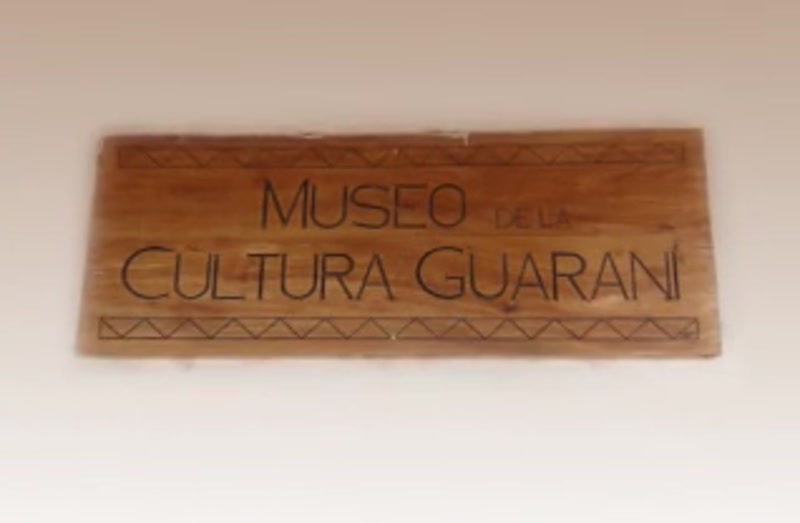 MUSEO DE LA
CULTURA GUARANÍ